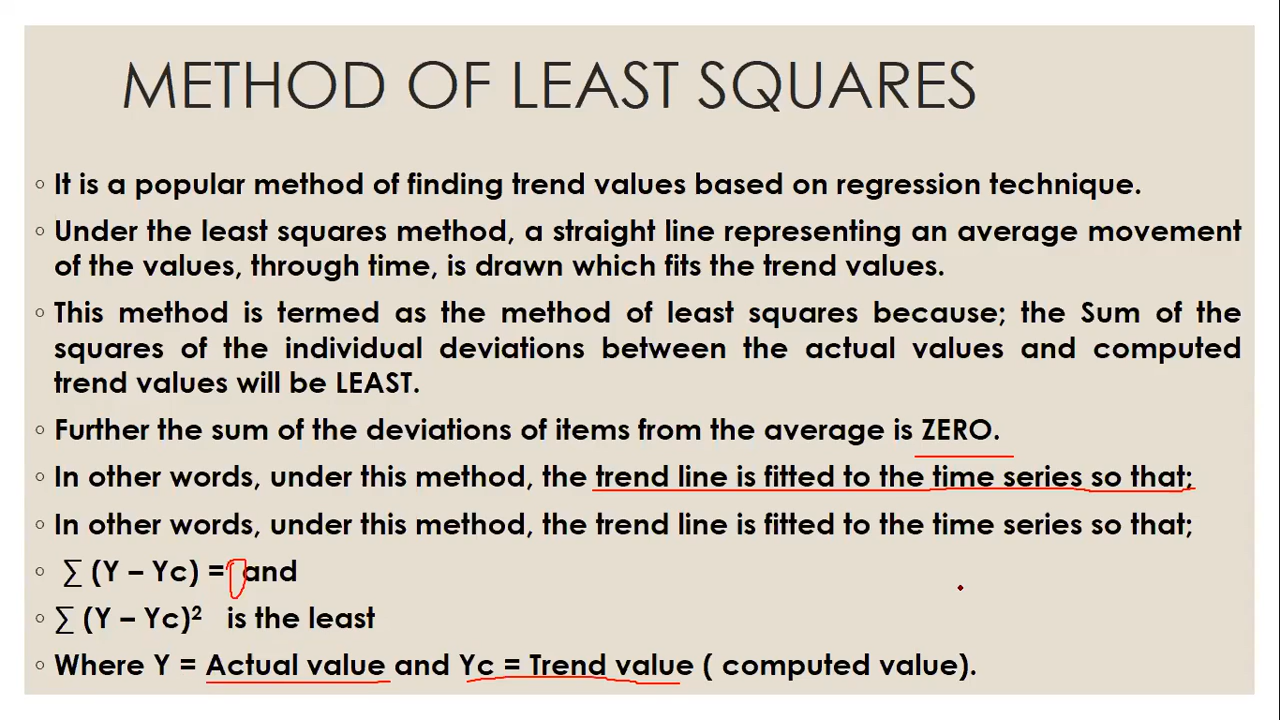 METHOD OF LEAST SQUARES
◦ It is a popular method of finding trend values based on regression technique.
◦ Under the least squares method, a straight line representing an average movement
of the values, through time, is drawn which fits the trend values.
◦ This method is termed as the method of least squares because; the Sum of the
squares of the individual deviations between the actual values and computed
trend values will be LEAST.
◦ Further the sum of the deviations of items from the average is ZERO.
◦ In other words, under this method, the trend line is fitted to the time series so that;
◦ In other words, under this method, the trend line is fitted to the time series so that;
◦ ∑ (Y – Yc) = 0 and
◦ ∑ (Y – Yc)² is the least
◦ Where Y = Actual value and Yc = Trend value ( computed value).